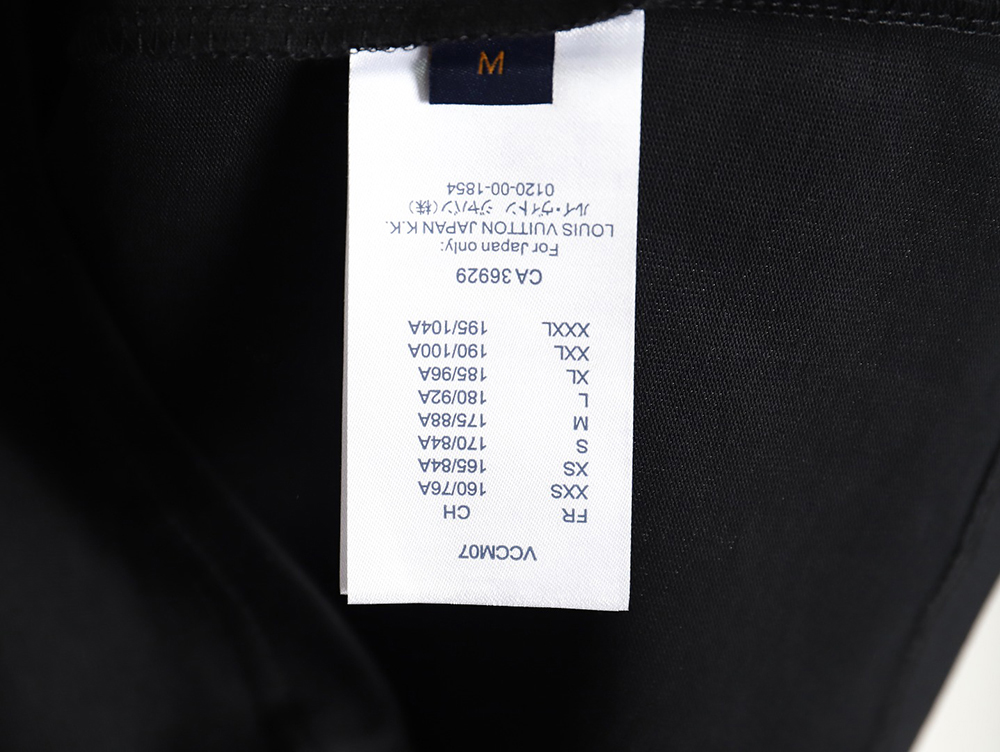 M
VCCM07
FR CH
XXS 160/76A
XS 165/84A
S 170/84A
M 175/88A
L 180/92A
XL 185/96A
XXL 190/100A
XXXL 195/104A
CA 36929
For Japan only:
LOUIS VUITTON JAPAN K.K.
ルイ・ヴィトン ジャパン(株)
0120-00-1854